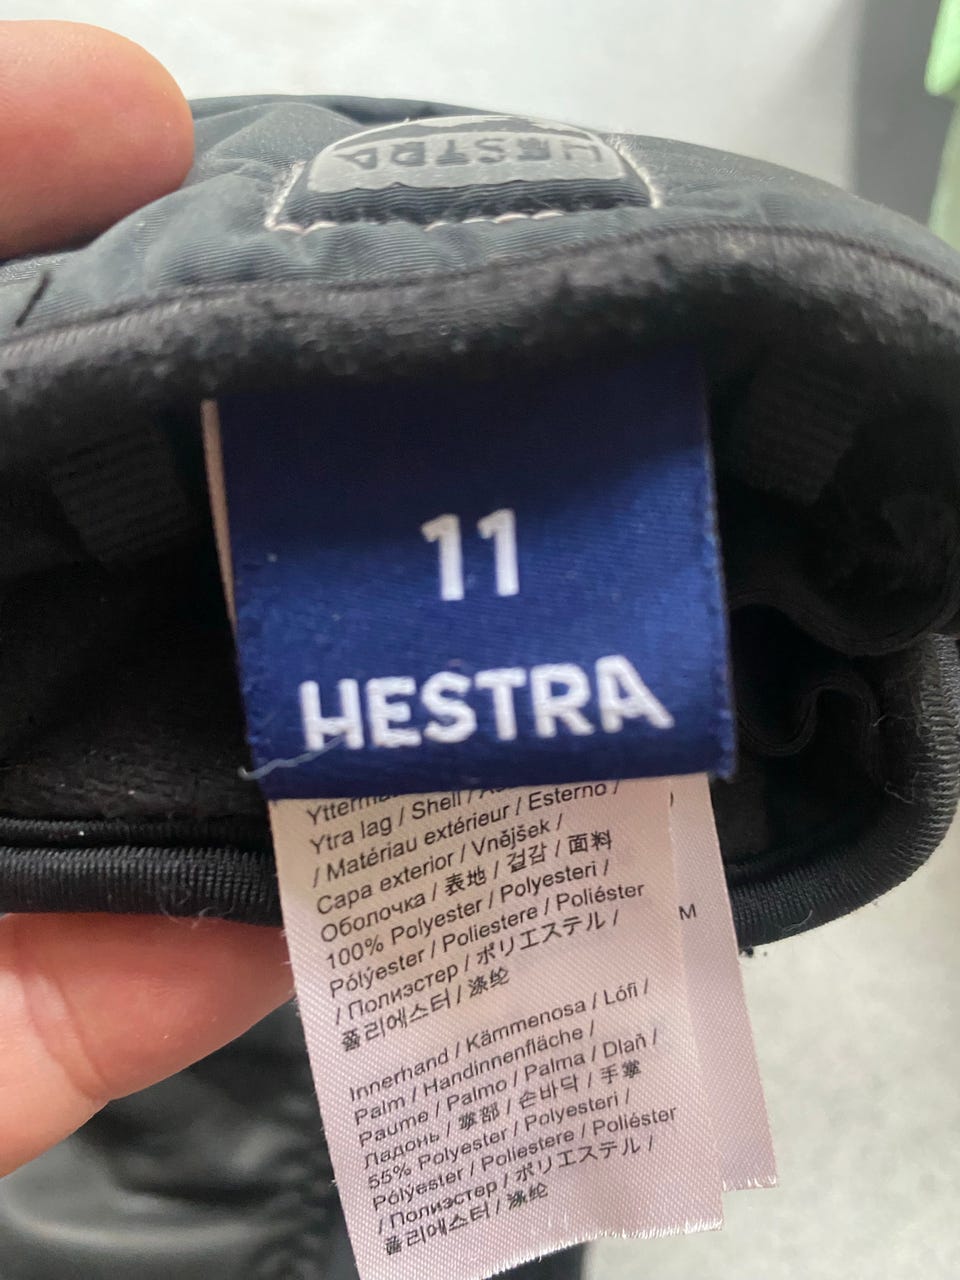 HESTRA
11
HESTRA
Ytra lag / Shell /
/ Matériau extérieur / Esterno /
Capa exterior / Vnějšek /
Оболочка / 表地 / 겉감 / 面料
100% Polyester / Polyesteri /
Pólýester / Poliestere / Poliéster
/ Полиэстер / ポリエステル /
폴리에스터 / 涤纶
Innerhand / Kämmenosa / Lófi /
Palm / Handinnenfläche /
Paume / Palmo / Palma / Dlaň /
Ладонь / 掌部 / 손바닥 / 手掌
55% Polyester / Polyesteri /
Pólýester / Poliestere / Poliéster
/ Полиэстер / ポリエステル /
폴리에스터 / 涤纶
M